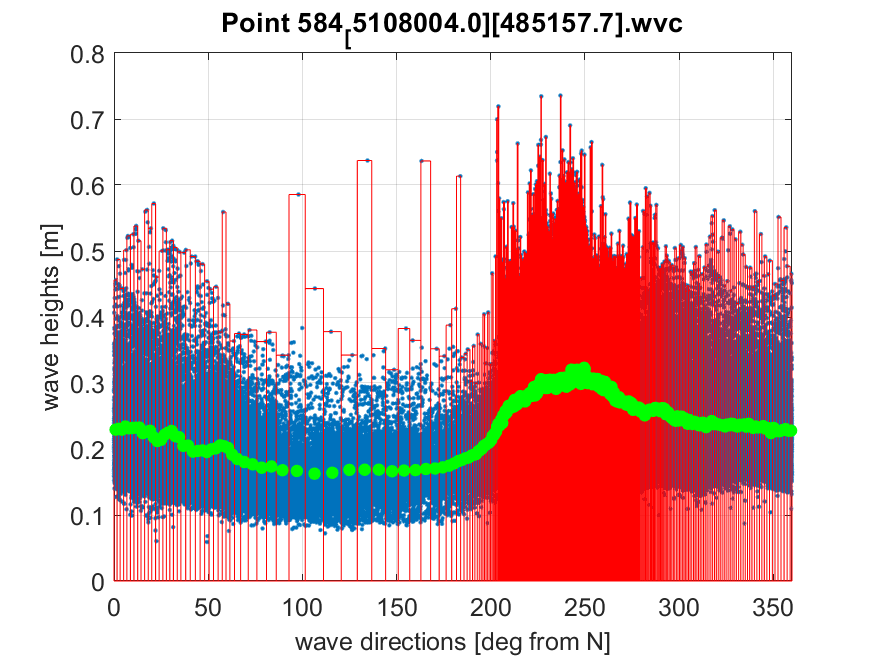 Point 584[5108004.0][485157.7].wvc
0.8
0.7
0.6
0.5
0.4
0.3
0.2
0.1
0
wave heights [m]
0 50 100 150 200 250 300 350
wave directions [deg from N]